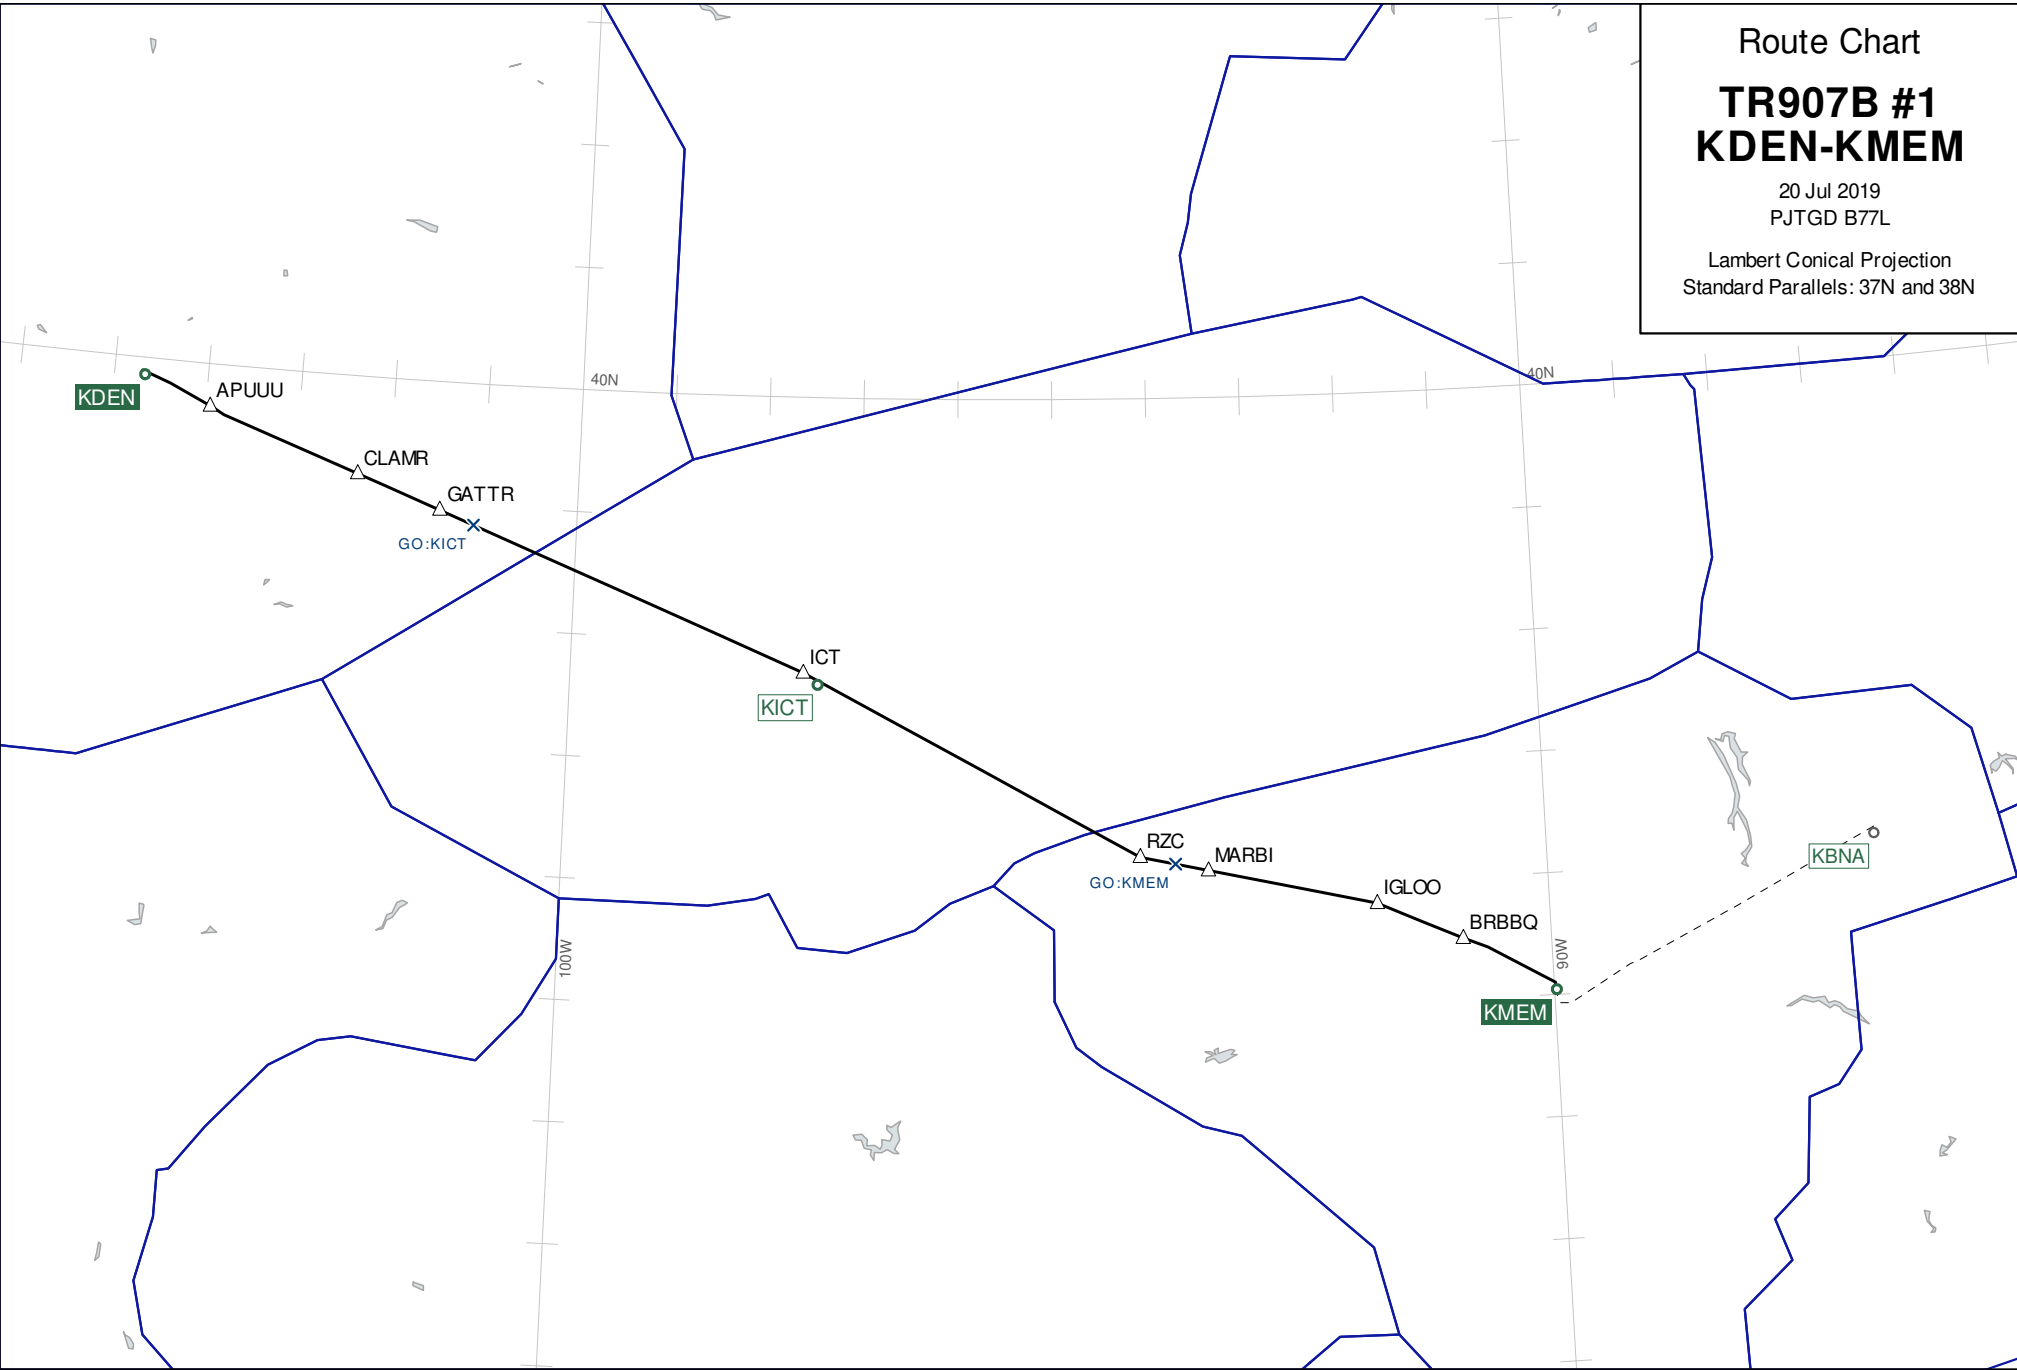 Route Chart
TR907B #1
KDEN-KMEM
20 Jul 2019
PJTGD B77L
Lambert Conical Projection
Standard Parallels: 37N and 38N
40N
40N
KDEN
APUUU
CLAMR
GATTR
GO:KICT
ICT
KICT
RZC
MARBI
GO:KMEM
IGLOO
BRBBQ
KBNA
100W
90W
KMEM